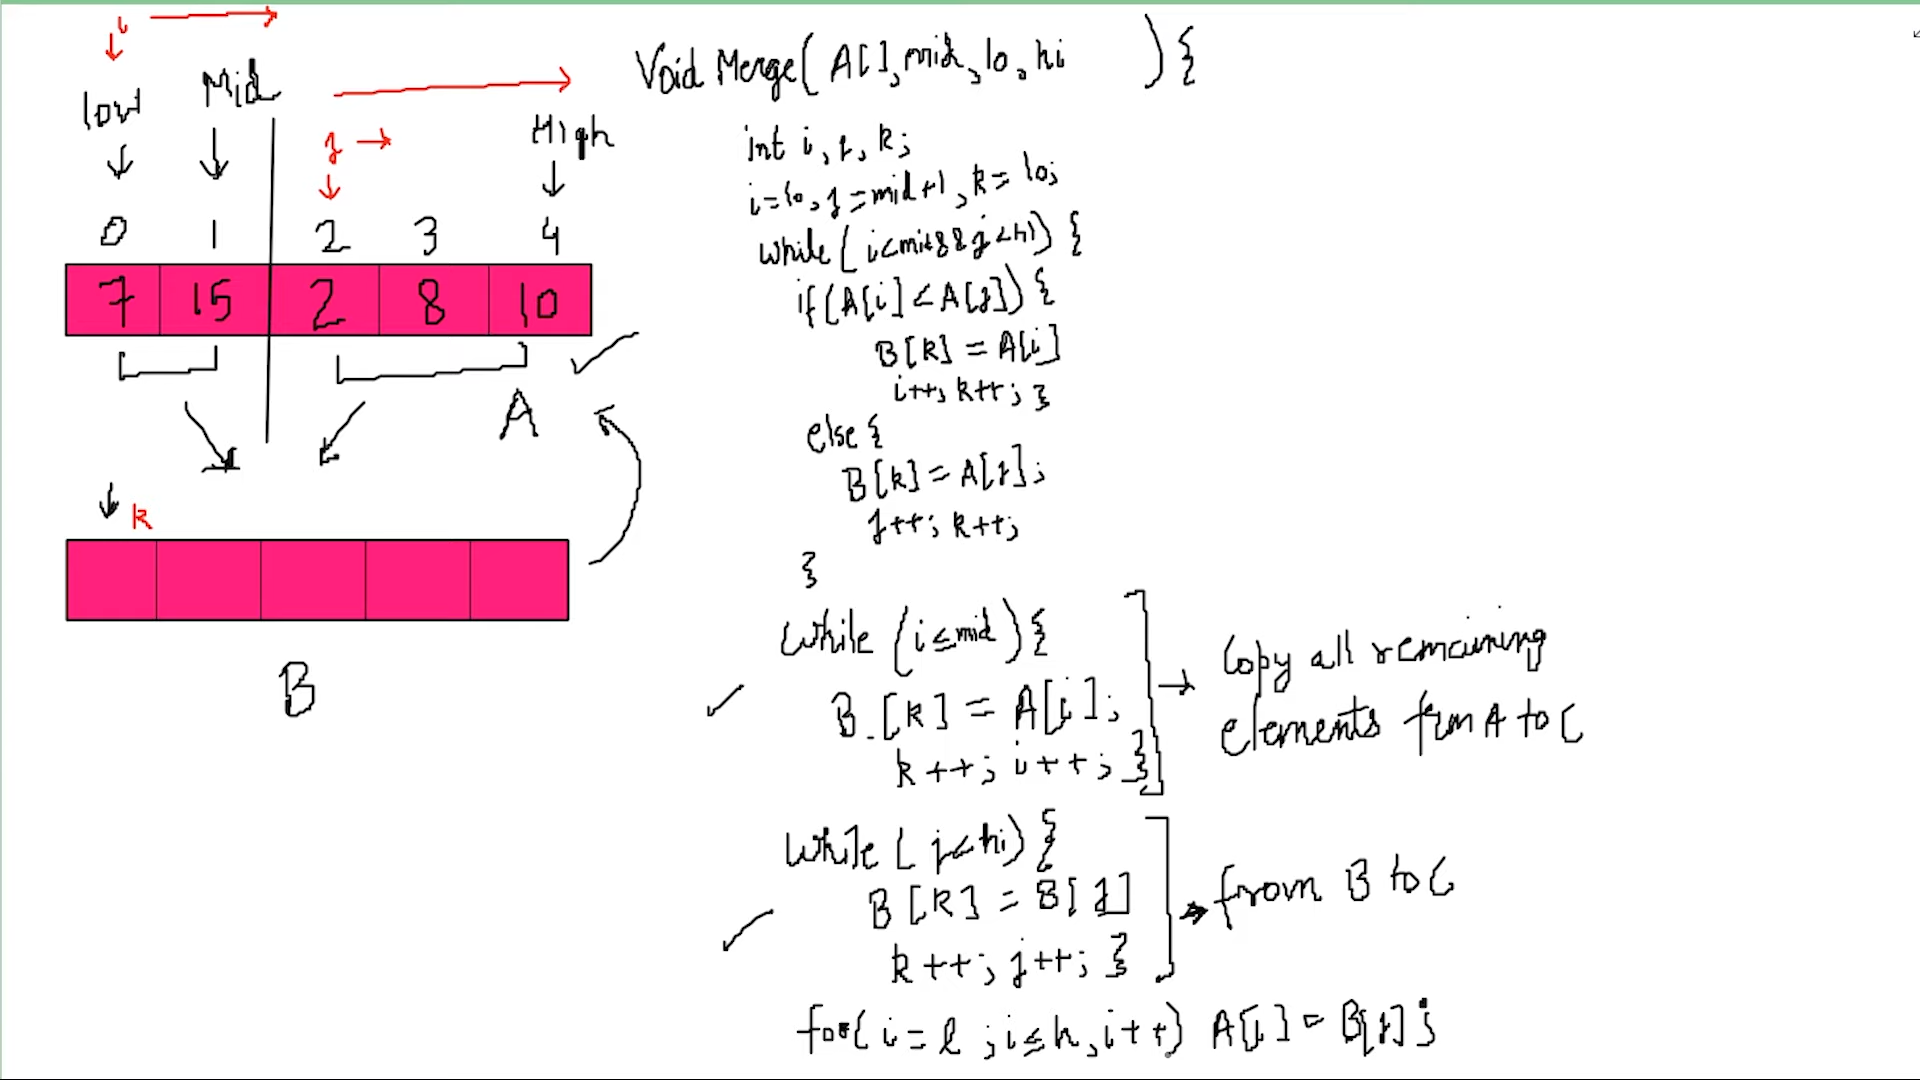 i
low Mid
j
High
0 1 2 3 4
7 15 2 8 10
A
k
B
Void Merge( A[], mid, lo, hi ) {
int i, j, k;
i=lo, j=mid+1, k=lo;
while( i<mid&&j<hi) {
if(A[i]<A[j]) {
B[k] = A[i]
i++, k++; }
else {
B[k] = A[j];
j++; k++;
}
while (i≤mid) {
B[k] = A[i];
k++; i++; }
Copy all remaining
elements from A to C
while( j<hi) {
B[k] = B[j]
k++; j++; }
from B to C
for( i = l ; i≤h, i++) A[i] = B[j];